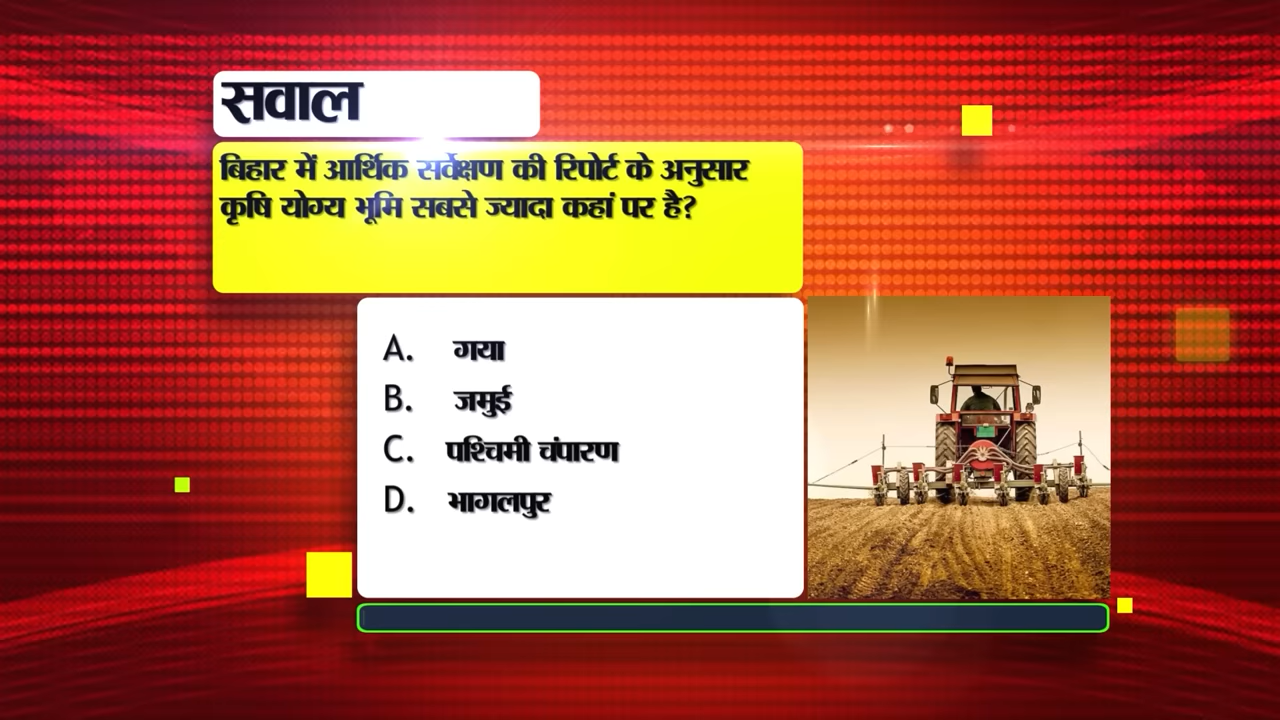 सवाल
बिहार में आर्थिक सर्वेक्षण की रिपोर्ट के अनुसार
कृषि योग्य भूमि सबसे ज्यादा कहां पर है?
A. गया
B. जमुई
C. पश्चिमी चंपारण
D. भागलपुर